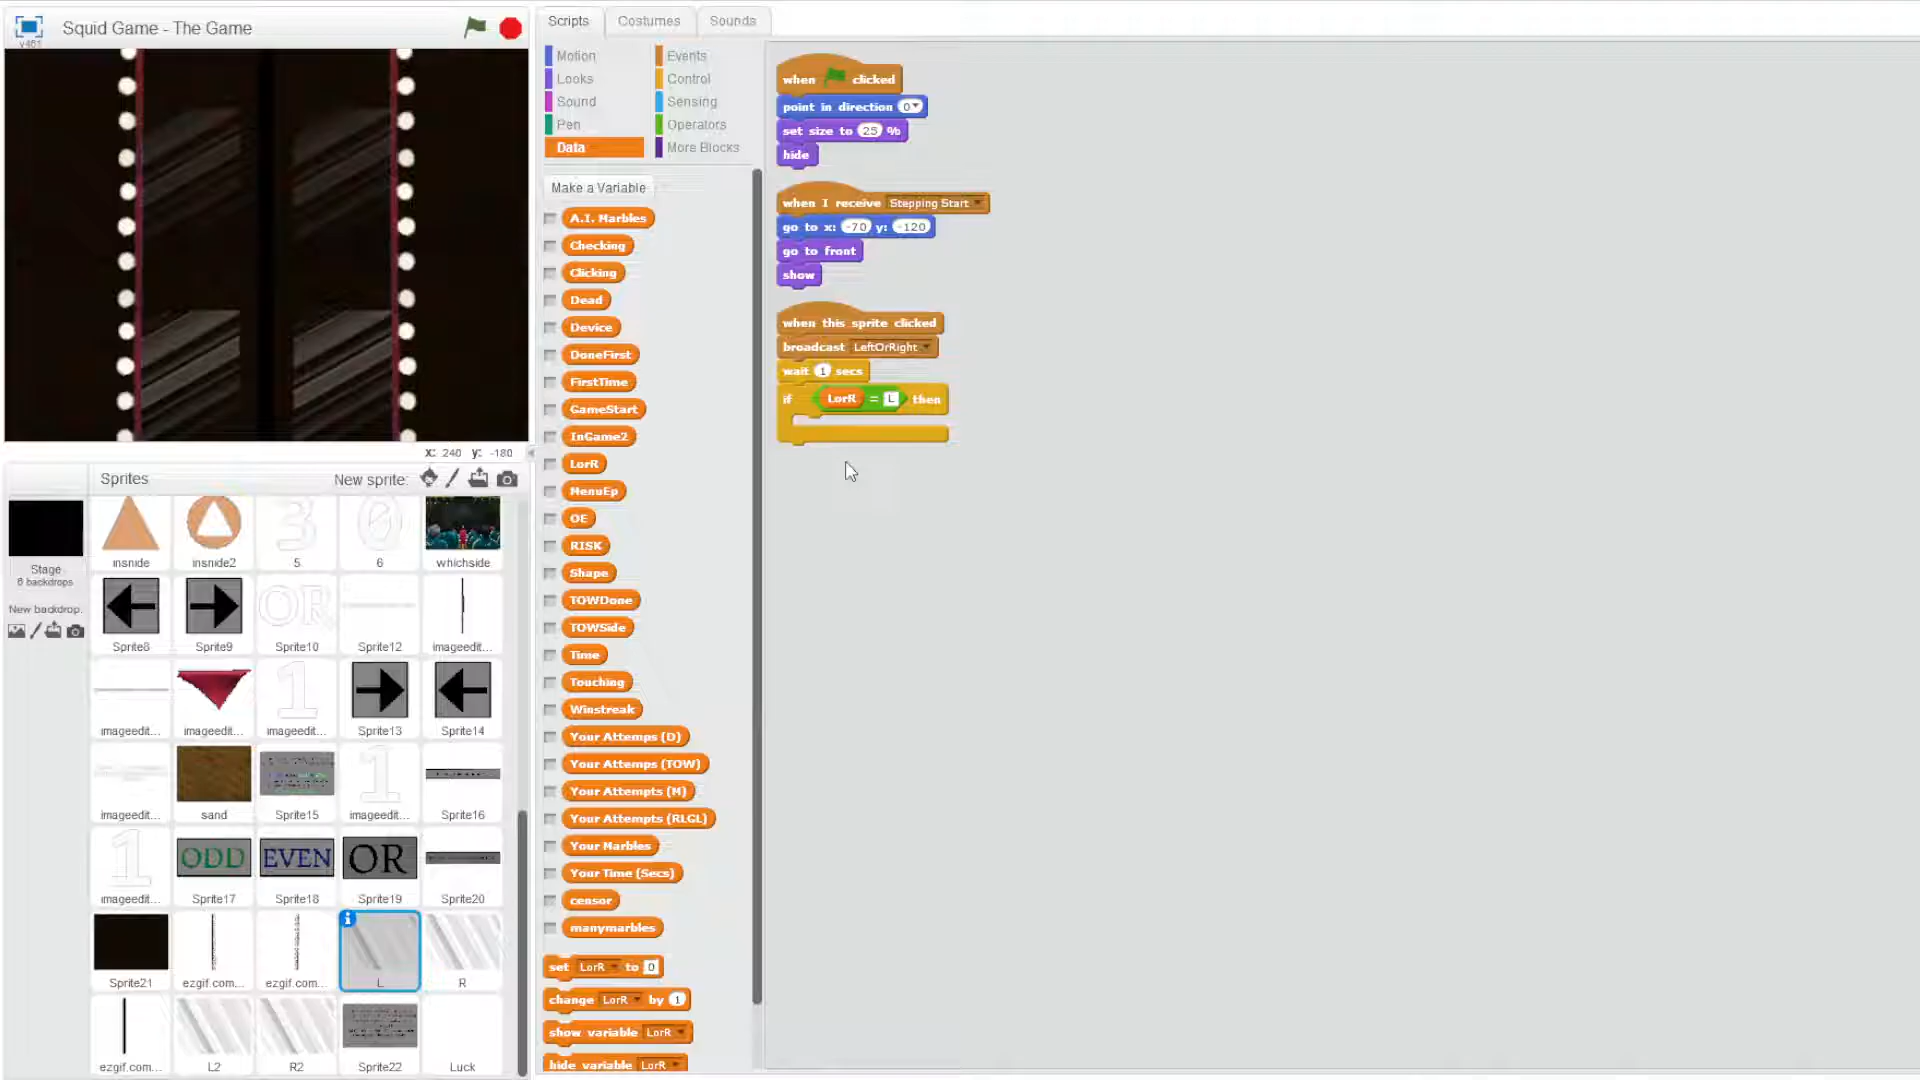 Squid Game - The Game
v461
x: 240 y: -180
Sprites
New sprite:
Stage
6 backdrops
New backdrop:
insnide
insnide2
3
5
6
whichside
Sprite8
Sprite9
OR
Sprite10
Sprite12
imageedit...
imageedit...
imageedit...
1
imageedit...
Sprite13
Sprite14
imageedit...
sand
Sprite15
1
imageedit...
Sprite16
1
imageedit...
ODD
Sprite17
EVEN
Sprite18
OR
Sprite19
Sprite20
Sprite21
ezgif.com...
ezgif.com...
L
R
ezgif.com...
L2
R2
Sprite22
Luck
Scripts
Costumes
Sounds
Motion
Looks
Sound
Pen
Data
Events
Control
Sensing
Operators
More Blocks
Make a Variable
A.I. Marbles
Checking
Clicking
Dead
Device
DoneFirst
FirstTime
GameStart
InGame2
LorR
MenuEp
OE
RISK
Shape
TOWDone
TOWSide
Time
Touching
Winstreak
Your Attemps (D)
Your Attemps (TOW)
Your Attempts (M)
Your Attempts (RLGL)
Your Marbles
Your Time (Secs)
censor
manymarbles
set LorR to 0
change LorR by 1
show variable LorR
hide variable LorR
when clicked
point in direction 0
set size to 25 %
hide
when I receive Stepping Start
go to x: -70 y: -120
go to front
show
when this sprite clicked
broadcast LeftOrRight
wait 1 secs
if LorR = L then